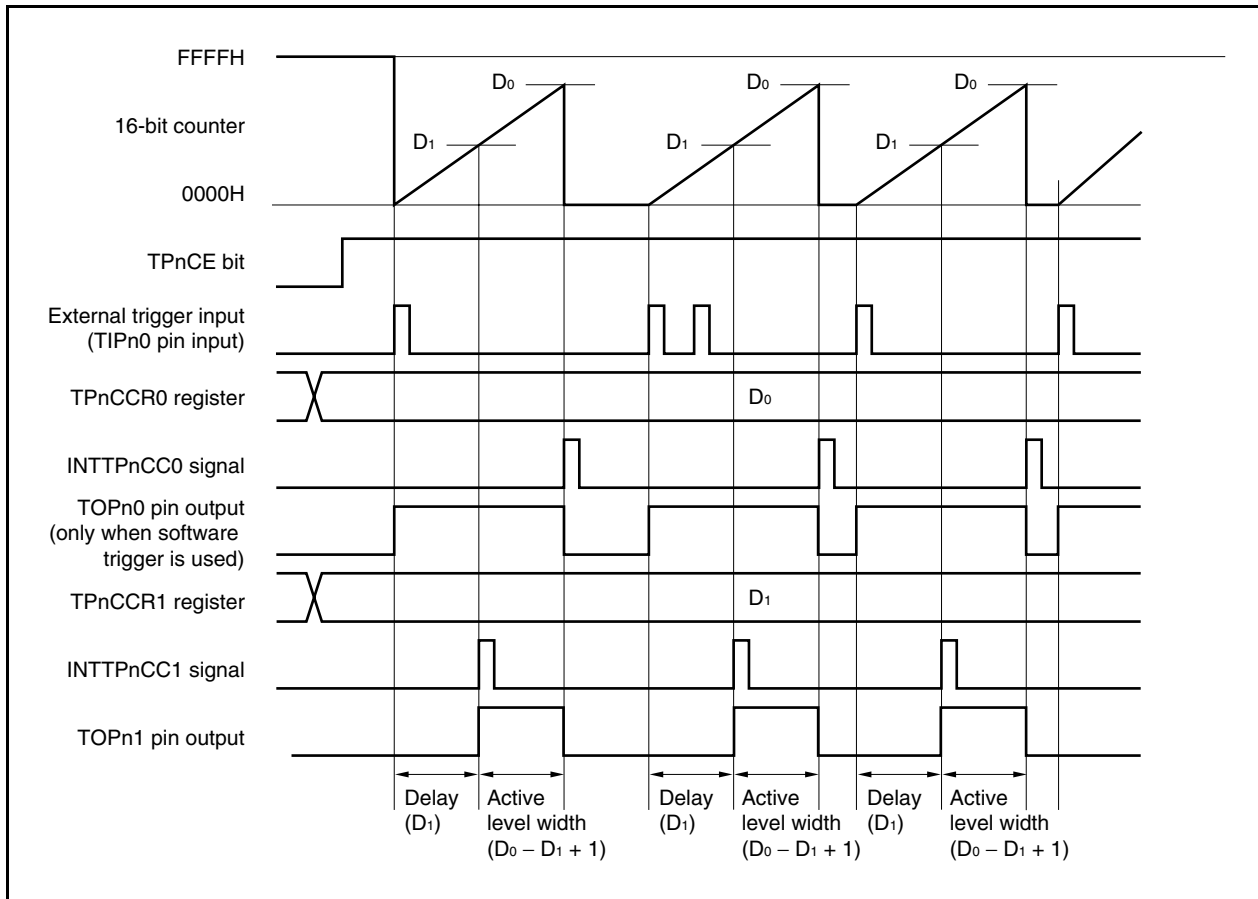 FFFFH
D0 D0 D0
16-bit counter
D1 D1 D1
0000H
TPnCE bit
External trigger input
(TIPn0 pin input)
TPnCCR0 register
D0
INTTPnCC0 signal
TOPn0 pin output
(only when software
trigger is used)
TPnCCR1 register
D1
INTTPnCC1 signal
TOPn1 pin output
Delay
(D1)
Active
level width
(D0 − D1 + 1)
Delay
(D1)
Active
level width
(D0 − D1 + 1)
Delay
(D1)
Active
level width
(D0 − D1 + 1)